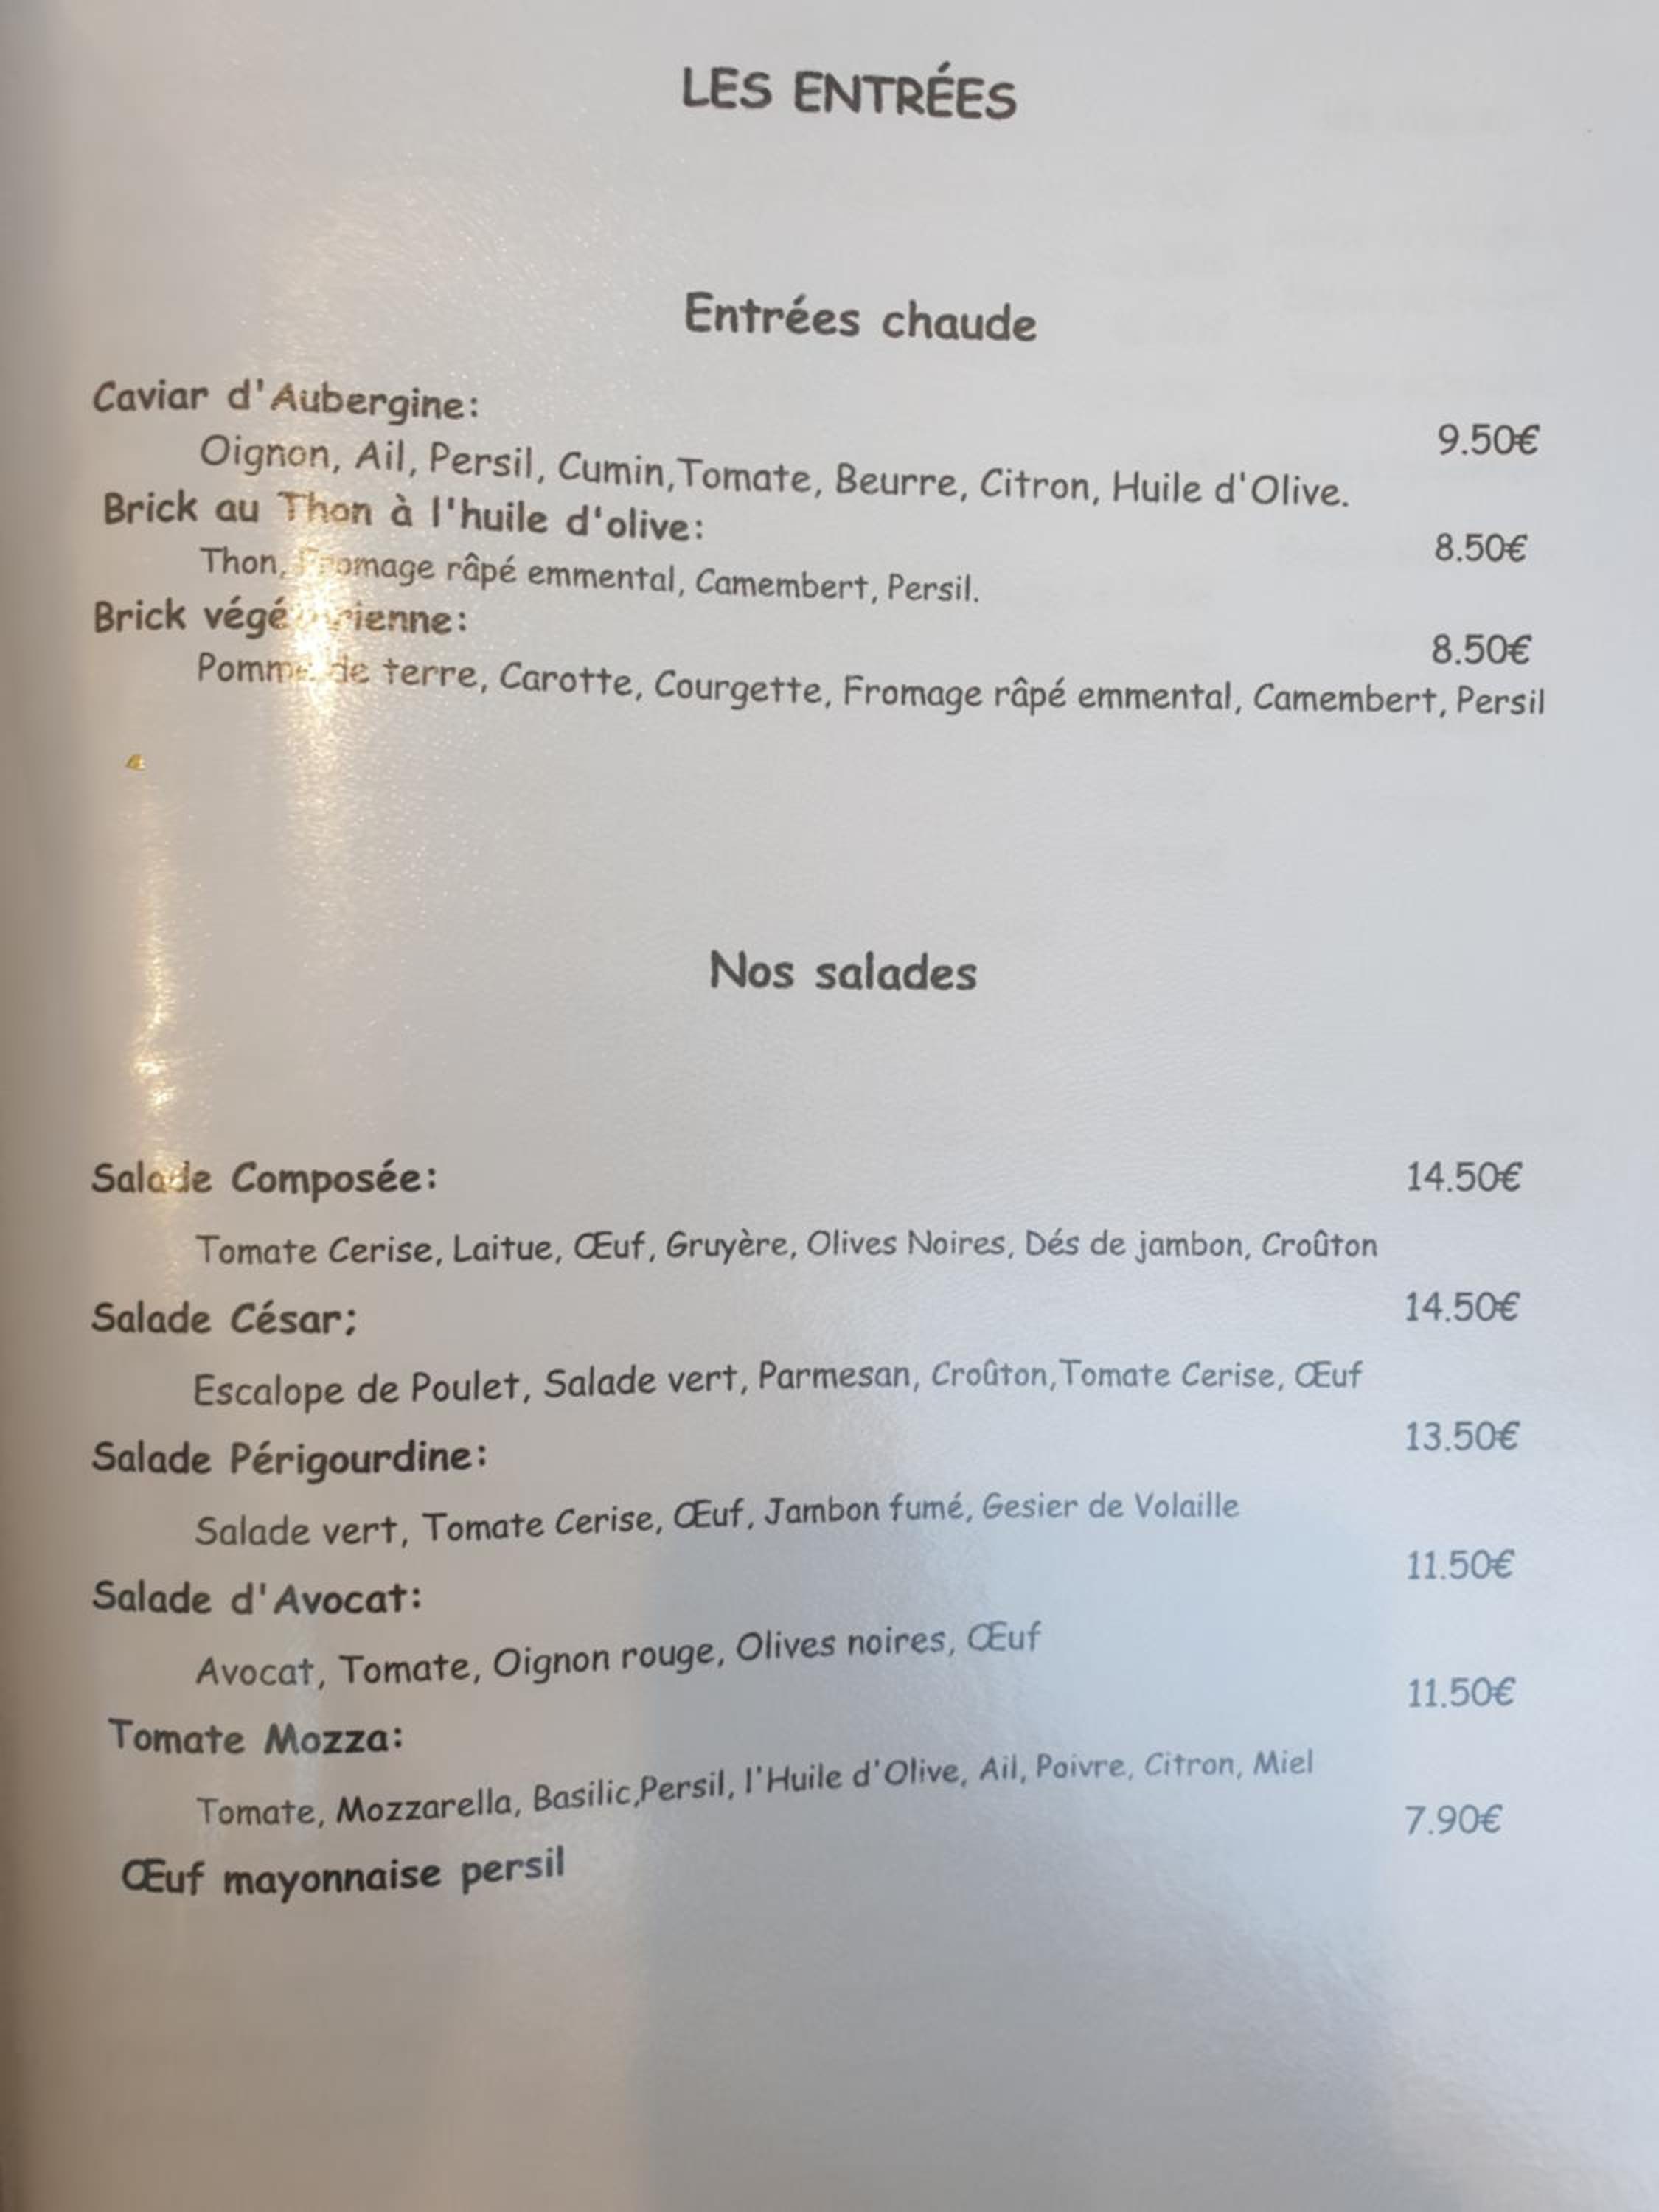 LES ENTRÉES
Entrées chaude
Caviar d'Aubergine:
9.50€
Oignon, Ail, Persil, Cumin,Tomate, Beurre, Citron, Huile d'Olive.
Brick au Thon à l'huile d'olive:
8.50€
Thon, Fromage râpé emmental, Camembert, Persil.
Brick végétarienne:
8.50€
Pomme de terre, Carotte, Courgette, Fromage râpé emmental, Camembert, Persil
Nos salades
Salade Composée:
14.50€
Tomate Cerise, Laitue, Œuf, Gruyère, Olives Noires, Dés de jambon, Croûton
Salade César;
14.50€
Escalope de Poulet, Salade vert, Parmesan, Croûton,Tomate Cerise, Œuf
Salade Périgourdine:
13.50€
Salade vert, Tomate Cerise, Œuf, Jambon fumé, Gesier de Volaille
Salade d'Avocat:
11.50€
Avocat, Tomate, Oignon rouge, Olives noires, Œuf
Tomate Mozza:
11.50€
Tomate, Mozzarella, Basilic,Persil, l'Huile d'Olive, Ail, Poivre, Citron, Miel
Œuf mayonnaise persil
7.90€